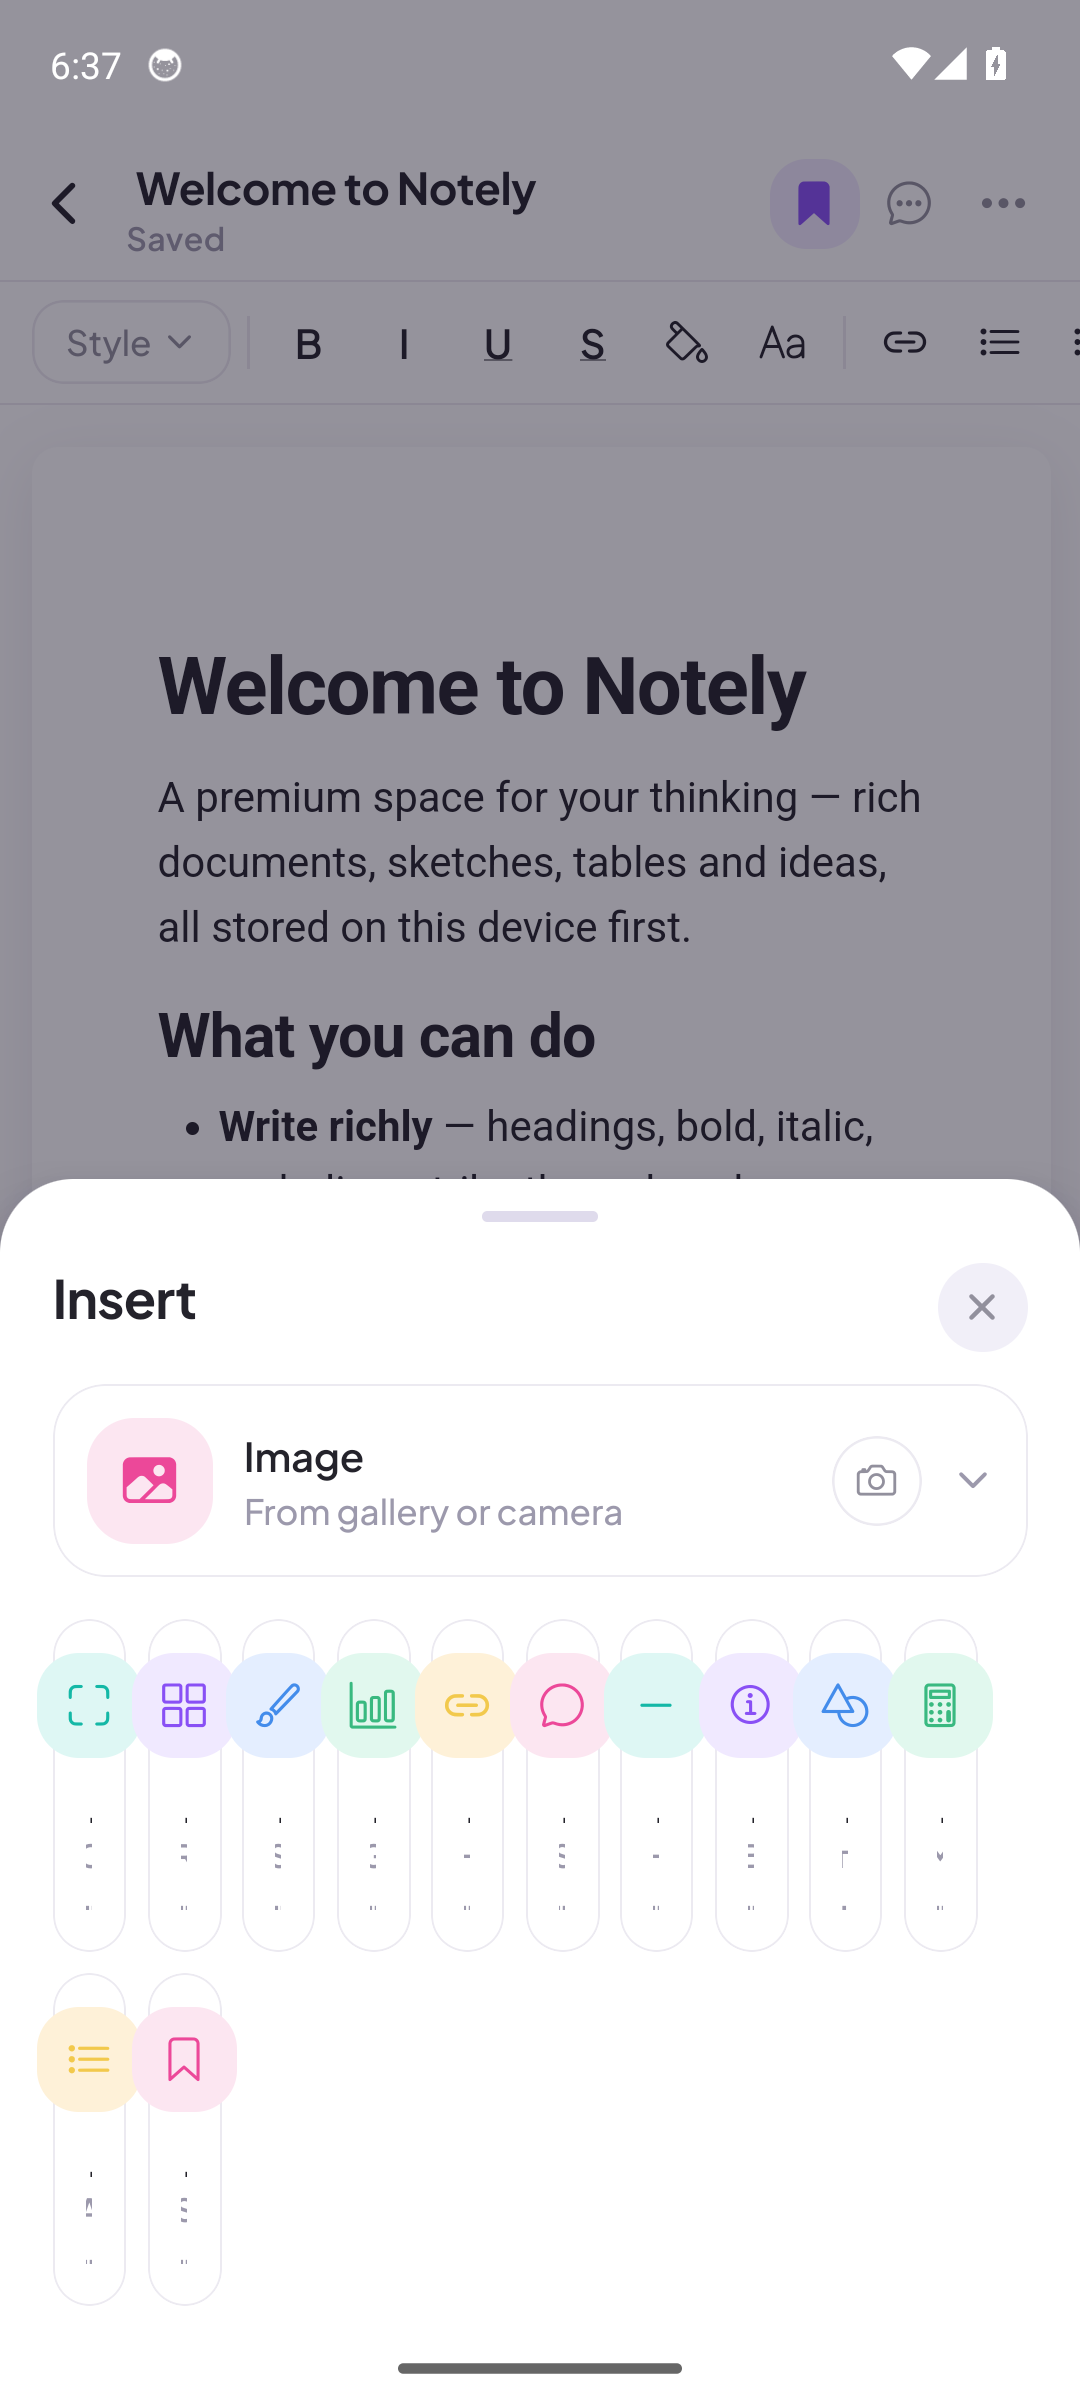 6:37
Welcome to Notely
Saved
Style B I U S Aa
Welcome to Notely
A premium space for your thinking — rich
documents, sketches, tables and ideas,
all stored on this device first.
What you can do
• Write richly — headings, bold, italic,
Insert
Image
From gallery or camera